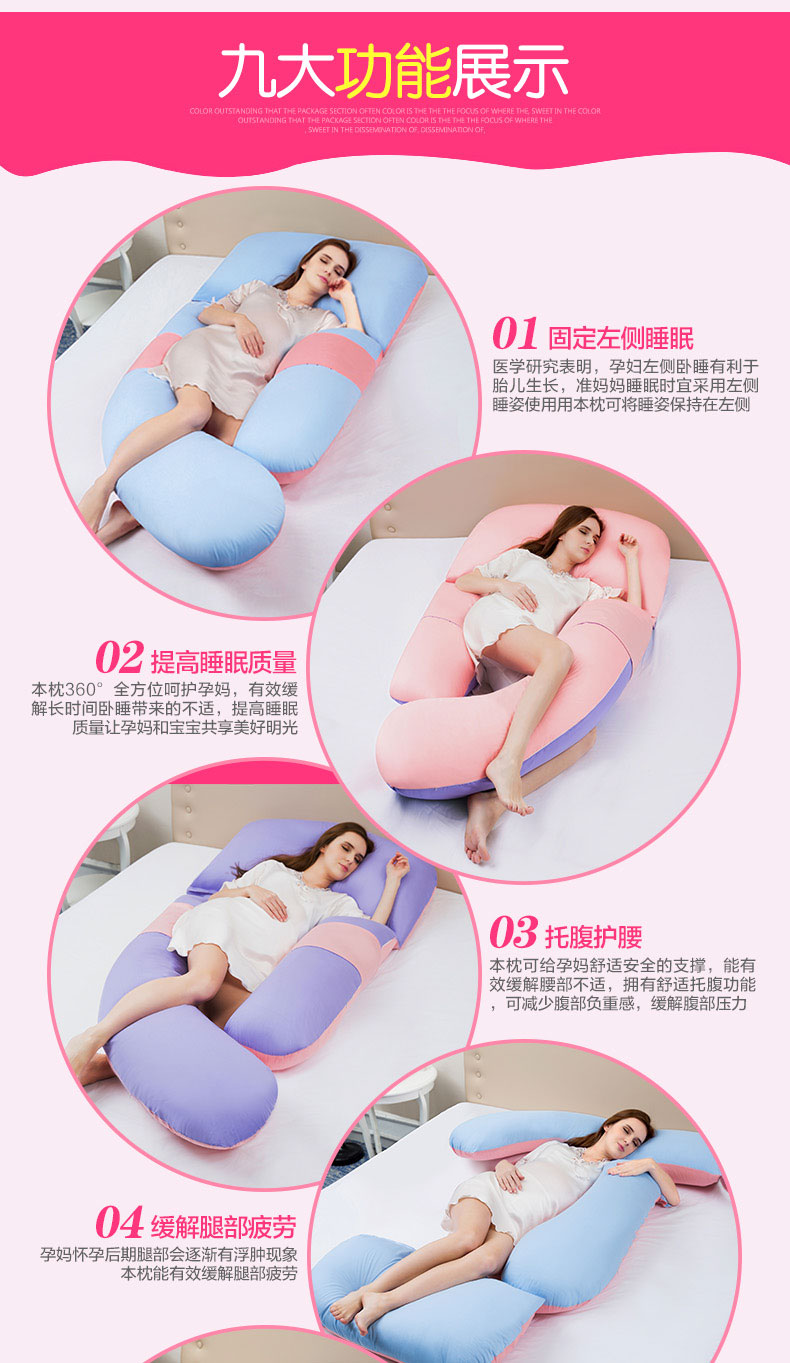 九大功能展示
COLOR OUTSTANDING THAT THE PACKAGE SECTION OFTEN COLOR IS THE THE THE FOCUS OF WHERE THE, SWEET IN THE COLOR
OUTSTANDING THAT THE PACKAGE SECTION OFTEN COLOR IS THE THE THE FOCUS OF WHERE THE
SWEET IN THE DISSEMINATION OF, DISSEMINATION OF,
01 固定左侧睡眠
医学研究表明，孕妇左侧卧睡有利于
胎儿生长，准妈妈睡眠时宜采用左侧
睡姿使用用本枕可将睡姿保持在左侧
02 提高睡眠质量
本枕360°全方位呵护孕妈，有效缓
解长时间卧睡带来的不适，提高睡眠
质量让孕妈和宝宝共享美好明光
03 托腹护腰
本枕可给孕妈舒适安全的支撑，能有
效缓解腰部不适，拥有舒适托腹功能
，可减少腹部负重感，缓解腹部压力
04 缓解腿部疲劳
孕妈怀孕后期腿部会逐渐有浮肿现象
本枕能有效缓解腿部疲劳